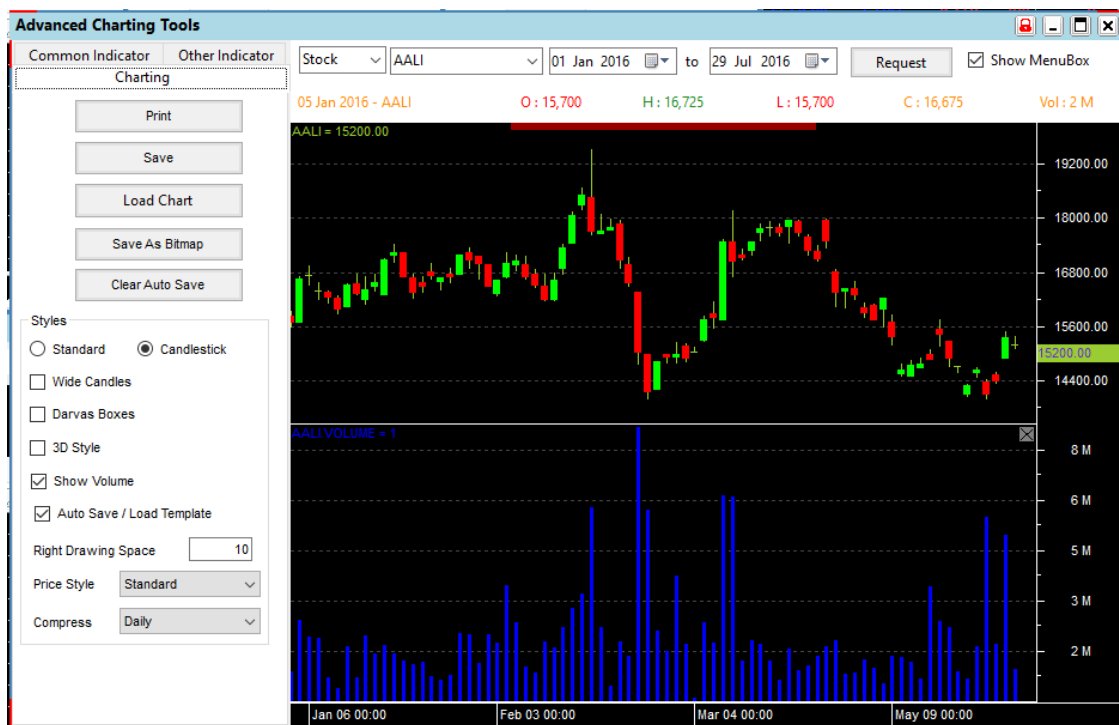 Advanced Charting Tools
Common Indicator Other Indicator
Charting
Stock AALI 01 Jan 2016 to 29 Jul 2016 Request Show MenuBox
05 Jan 2016 - AALI O : 15,700 H : 16,725 L : 15,700 C : 16,675 Vol : 2 M
Print
Save
Load Chart
Save As Bitmap
Clear Auto Save
Styles
Standard Candlestick
Wide Candles
Darvas Boxes
3D Style
Show Volume
Auto Save / Load Template
Right Drawing Space 10
Price Style Standard
Compress Daily
AALI = 15200.00
19200.00
18000.00
16800.00
15600.00
15200.00
14400.00
AALI.VOLUME = 1
8 M
6 M
5 M
3 M
2 M
Jan 06 00:00 Feb 03 00:00 Mar 04 00:00 May 09 00:00